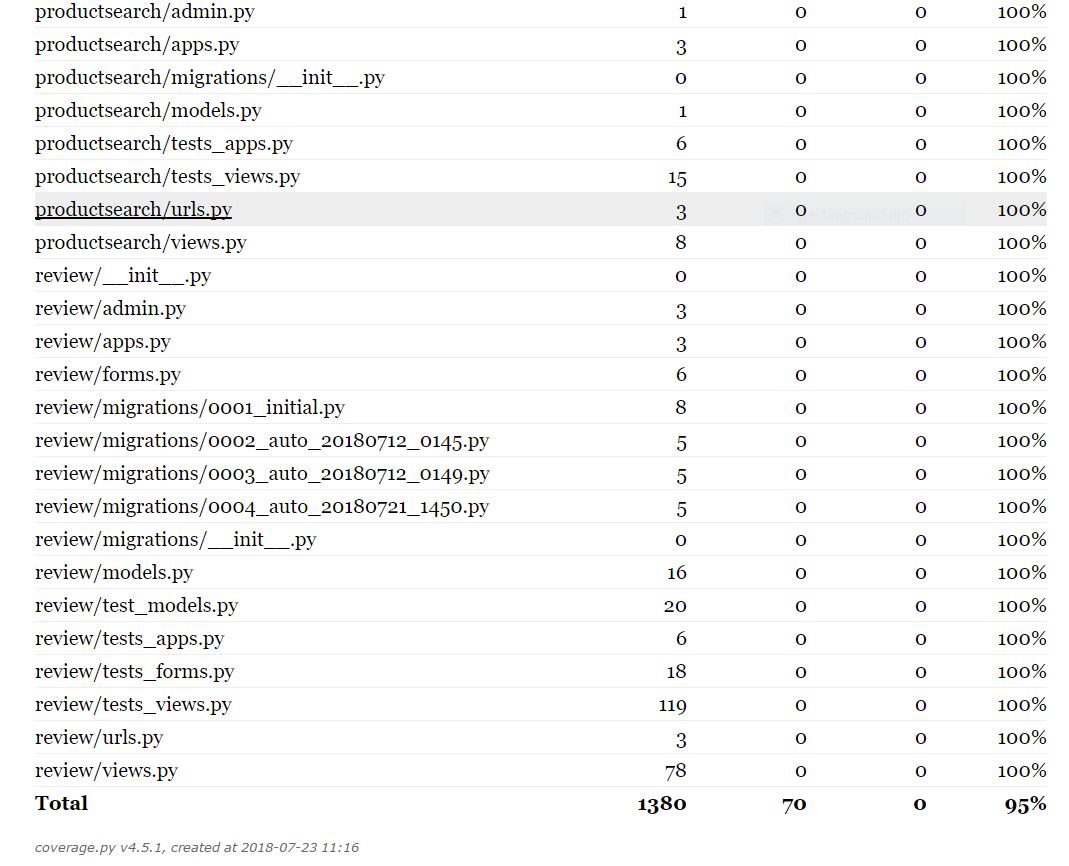 productsearch/admin.py 1 0 0 100%
productsearch/apps.py 3 0 0 100%
productsearch/migrations/__init__.py 0 0 0 100%
productsearch/models.py 1 0 0 100%
productsearch/tests_apps.py 6 0 0 100%
productsearch/tests_views.py 15 0 0 100%
productsearch/urls.py 3 0 0 100%
productsearch/views.py 8 0 0 100%
review/__init__.py 0 0 0 100%
review/admin.py 3 0 0 100%
review/apps.py 3 0 0 100%
review/forms.py 6 0 0 100%
review/migrations/0001_initial.py 8 0 0 100%
review/migrations/0002_auto_20180712_0145.py 5 0 0 100%
review/migrations/0003_auto_20180712_0149.py 5 0 0 100%
review/migrations/0004_auto_20180721_1450.py 5 0 0 100%
review/migrations/__init__.py 0 0 0 100%
review/models.py 16 0 0 100%
review/test_models.py 20 0 0 100%
review/tests_apps.py 6 0 0 100%
review/tests_forms.py 18 0 0 100%
review/tests_views.py 119 0 0 100%
review/urls.py 3 0 0 100%
review/views.py 78 0 0 100%
Total 1380 70 0 95%
coverage.py v4.5.1, created at 2018-07-23 11:16